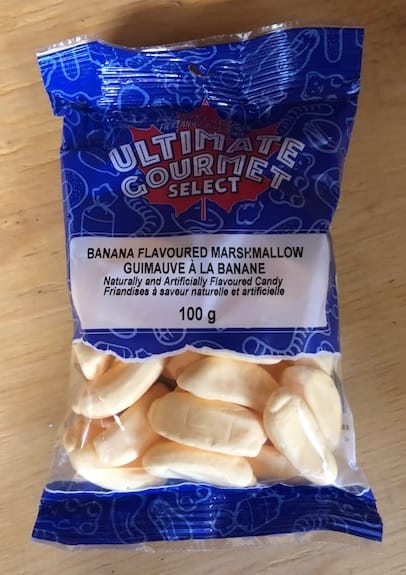 ULTIMATE
GOURMET
SELECT
BANANA FLAVOURED MARSHMALLOW
GUIMAUVE À LA BANANE
Naturally and Artificially Flavoured Candy
Friandises à saveur naturelle et artificielle
100 g